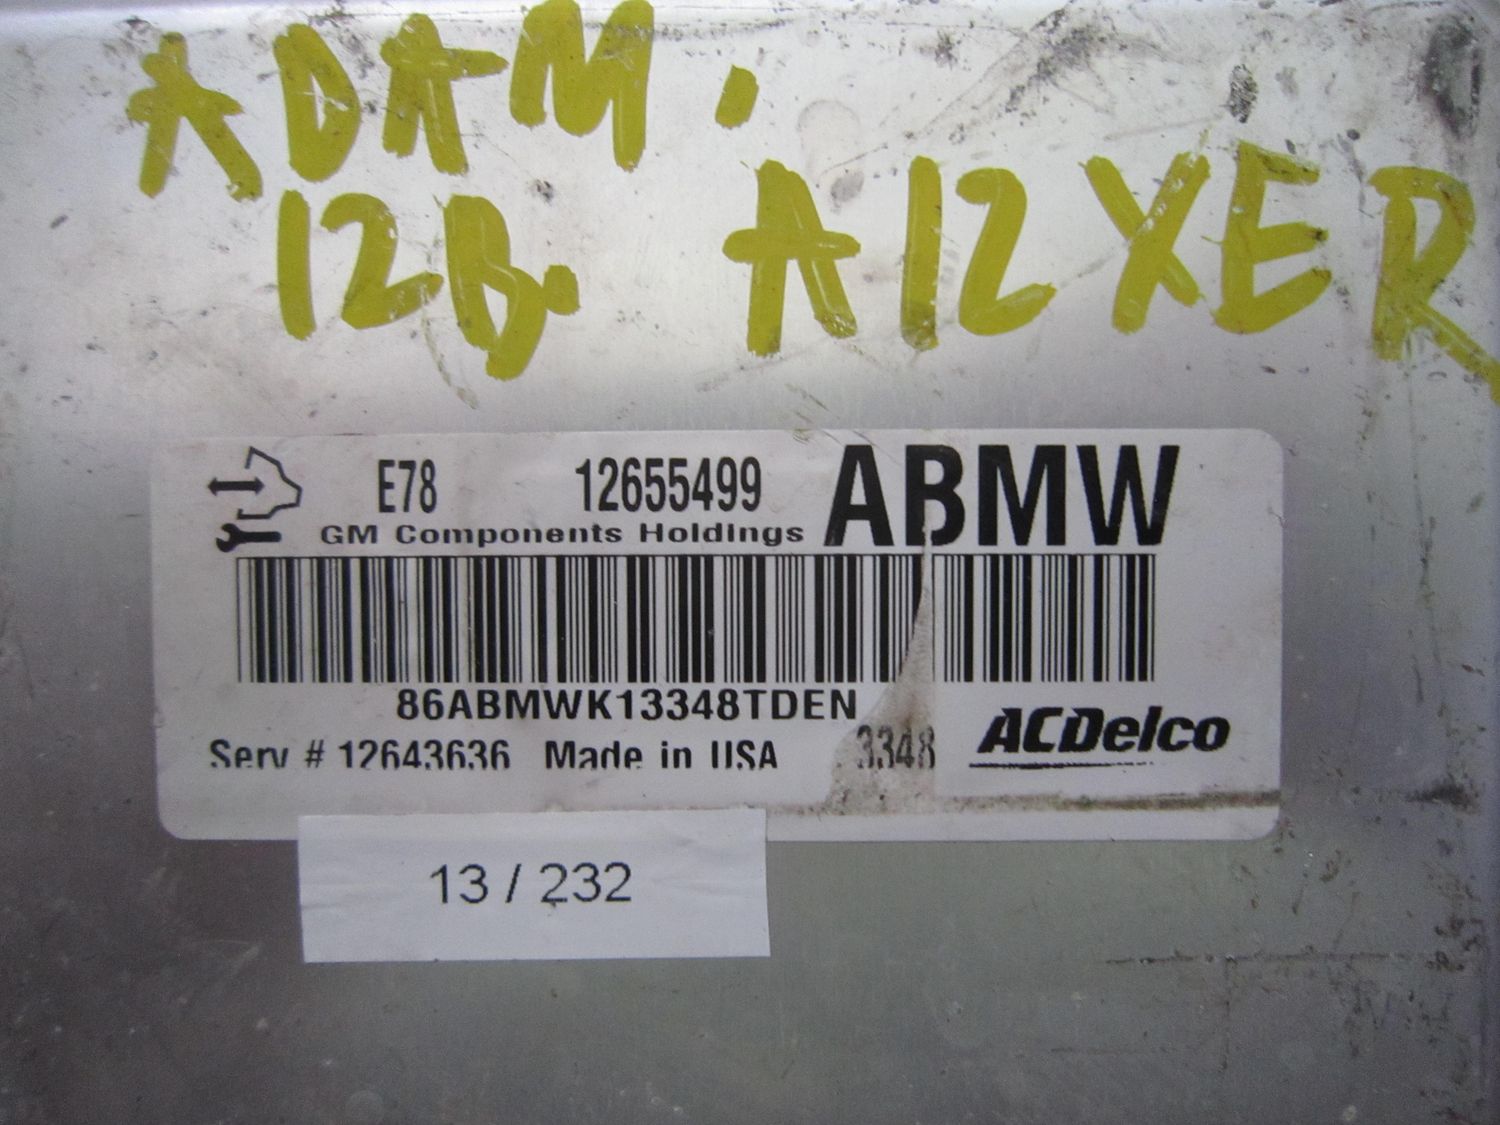 ADAM.
12B. A12XER
E78 12655499 ABMW
GM Components Holdings
86ABMWK13348TDEN
Serv # 12643636 Made in USA 3348 ACDelco
13 / 232